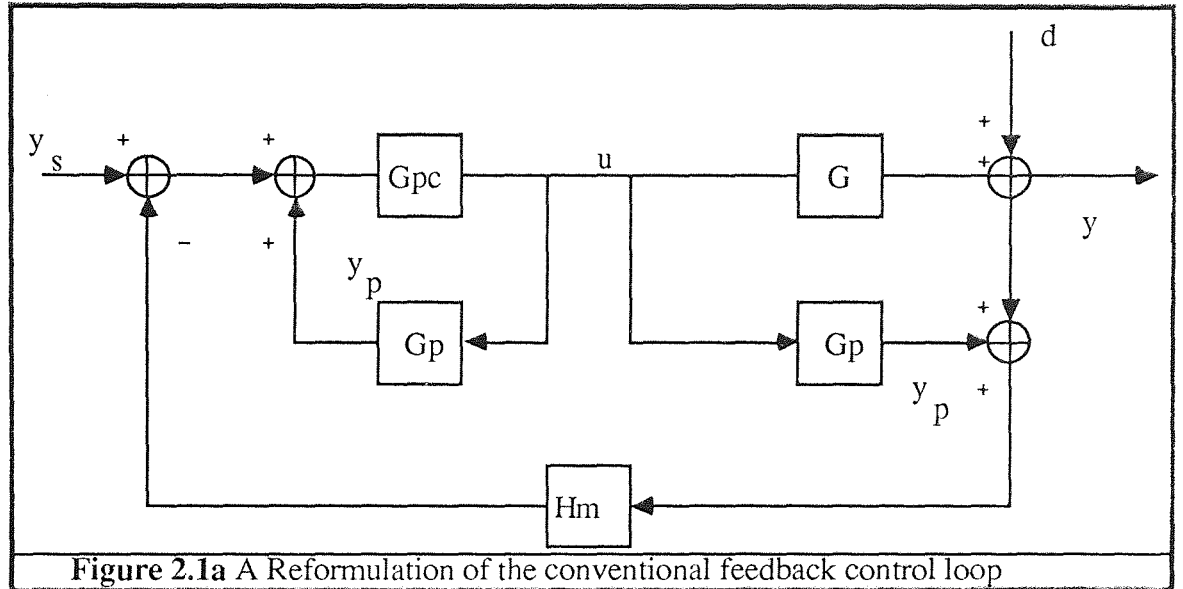 d
y s
+
+
+
+
Gpc
u
G
y
-
+
y p
+
Gp
Gp
y p
+
Hm
Figure 2.1a A Reformulation of the conventional feedback control loop